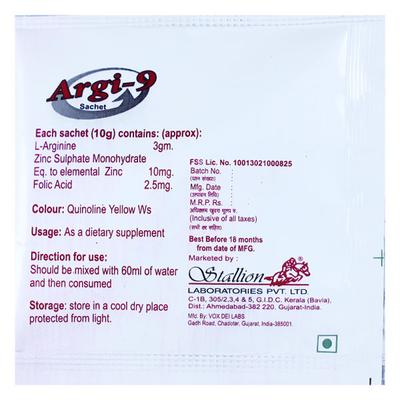 Argi-9
Sachet
Each sachet (10g) contains: (approx):
L-Arginine 3gm.
Zinc Sulphate Monohydrate
Eq. to elemental Zinc 10mg.
Folic Acid 2.5mg.
Colour: Quinoline Yellow Ws
Usage: As a dietary supplement
Direction for use:
Should be mixed with 60ml of water
and then consumed
Storage: store in a cool dry place
protected from light.
FSS Lic. No. 10013021000825
Batch No. :
Mfg. Date :
M.R.P. Rs.
(Inclusive of all taxes)
Best Before 18 months
from date of MFG.
Marketed by :
Stallion
LABORATORIES PVT. LTD.
C-1B, 305/2,3,4 & 5, G.I.D.C. Kerala (Bavla),
Dist.: Ahmedabad-382 220. Gujarat-India.
Mfg. By: VOX DEI LABS
Gadh Road, Chadotar, Gujarat, India-385001.